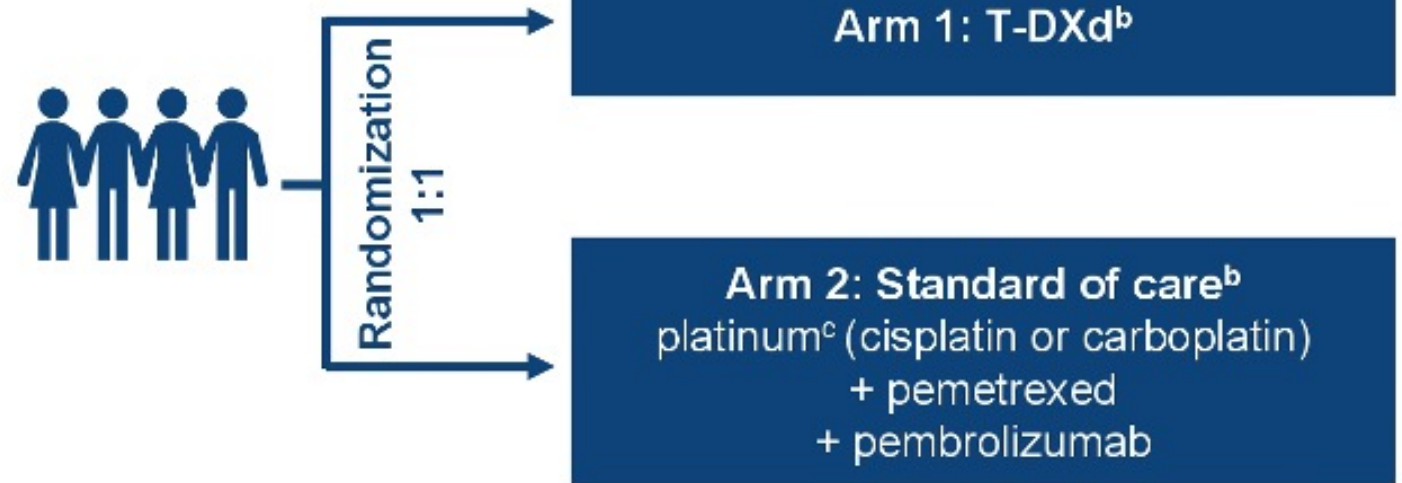 Randomization
1:1
Arm 1: T-DXdᵇ
Arm 2: Standard of careᵇ
platinumᶜ (cisplatin or carboplatin)
+ pemetrexed
+ pembrolizumab